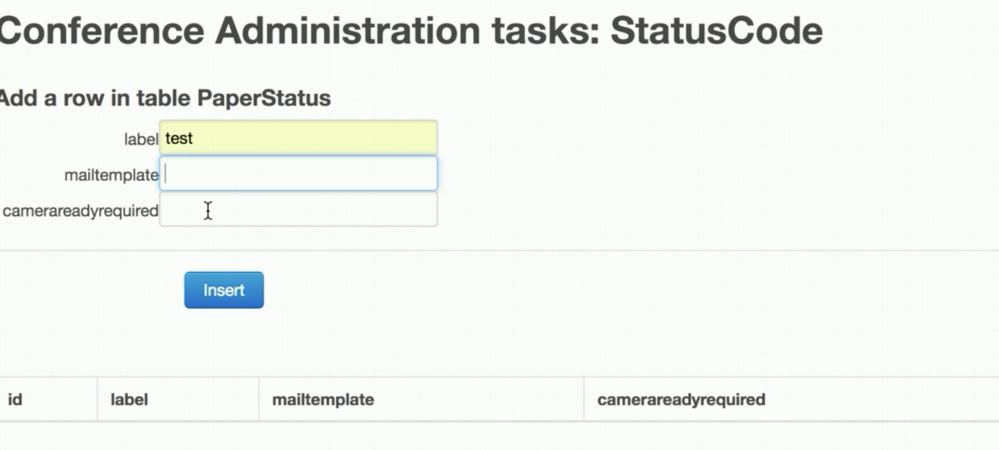 Conference Administration tasks: StatusCode
Add a row in table PaperStatus
label test
mailtemplate
camerareadyrequired
Insert
id label mailtemplate camerareadyrequired